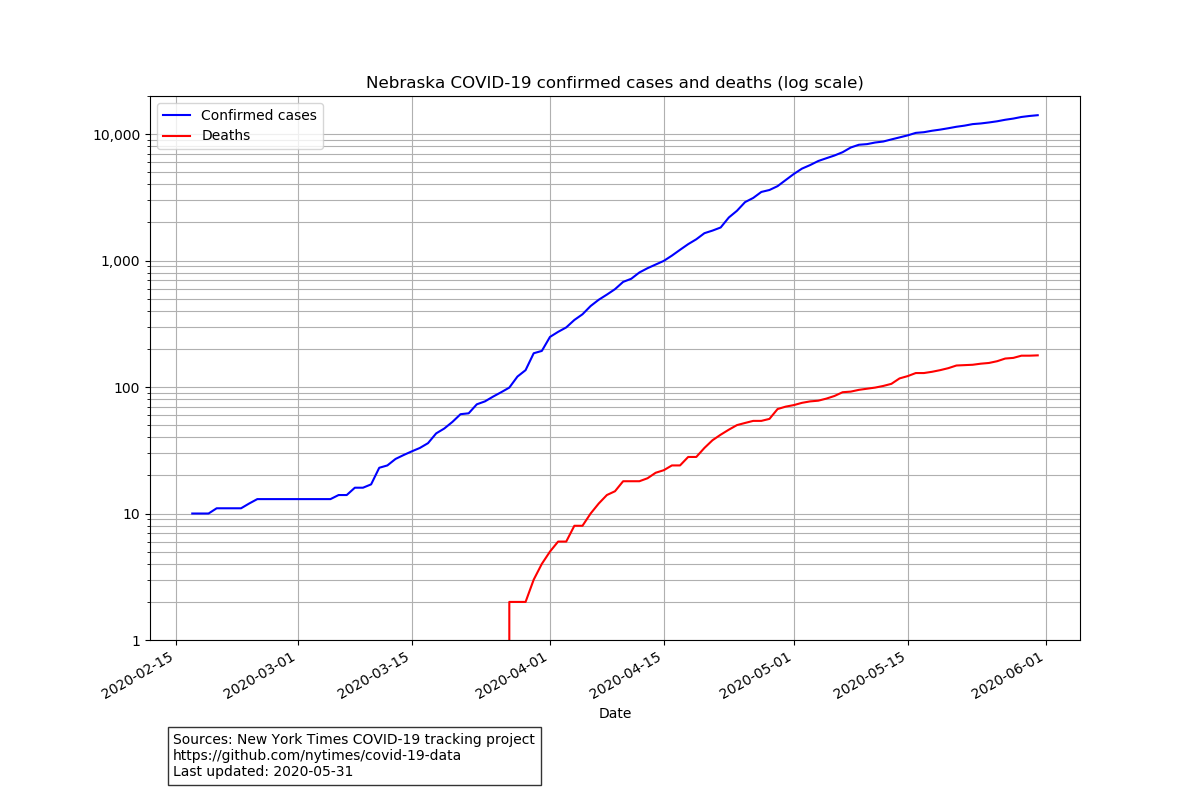 Nebraska COVID-19 confirmed cases and deaths (log scale)
Confirmed cases
Deaths
10,000
1,000
100
10
1
2020-02-15
2020-03-01
2020-03-15
2020-04-01
2020-04-15
2020-05-01
2020-05-15
2020-06-01
Date
Sources: New York Times COVID-19 tracking project
https://github.com/nytimes/covid-19-data
Last updated: 2020-05-31